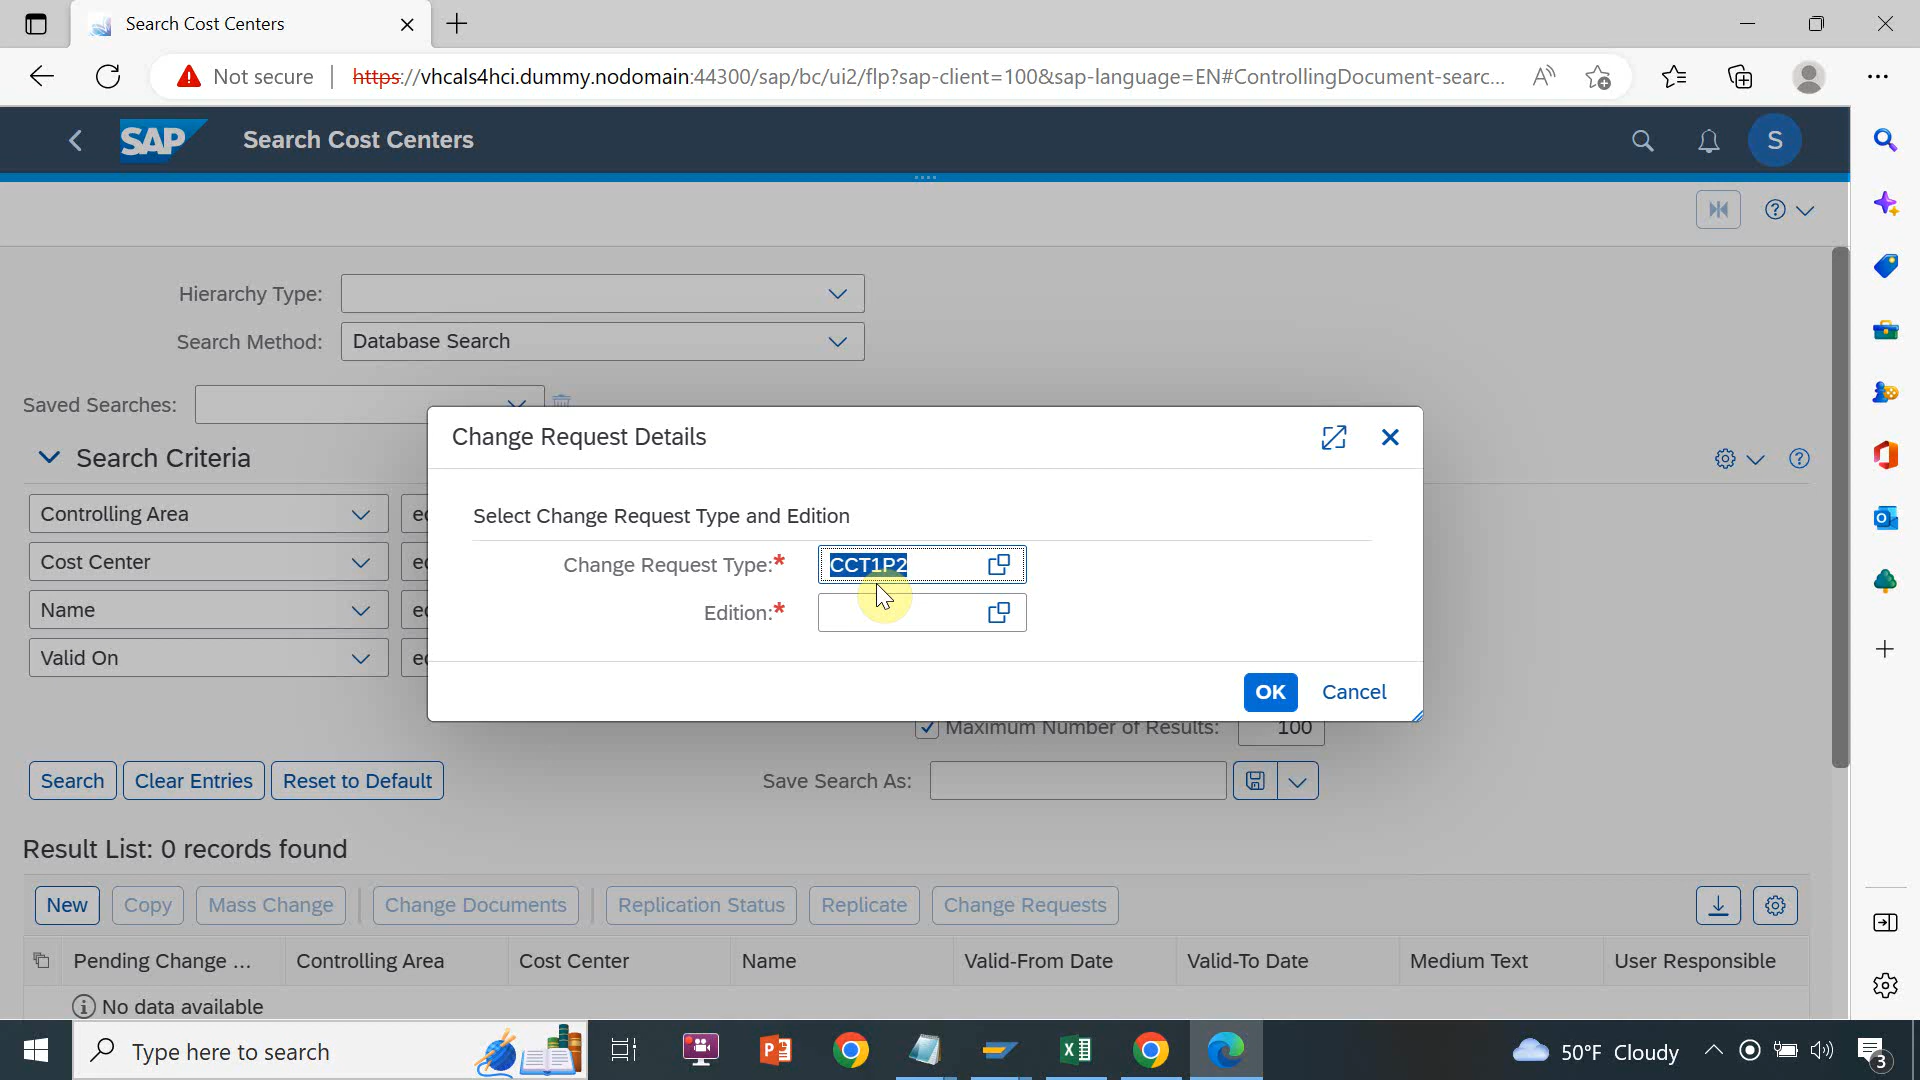 Search Cost Centers
Not secure
https://vhcals4hci.dummy.nodomain:44300/sap/bc/ui2/flp?sap-client=100&sap-language=EN#ControllingDocument-searc...
SAP
Search Cost Centers
S
Hierarchy Type:
Search Method: Database Search
Saved Searches:
Search Criteria
Controlling Area
Cost Center
Name
Valid On
Change Request Details
Select Change Request Type and Edition
Change Request Type:* CCT1P2
Edition:*
OK Cancel
Maximum Number of Results: 100
Search Clear Entries Reset to Default
Save Search As:
Result List: 0 records found
New Copy Mass Change Change Documents Replication Status Replicate Change Requests
Pending Change ... Controlling Area Cost Center Name Valid-From Date Valid-To Date Medium Text User Responsible
No data available
Type here to search
50°F Cloudy
3